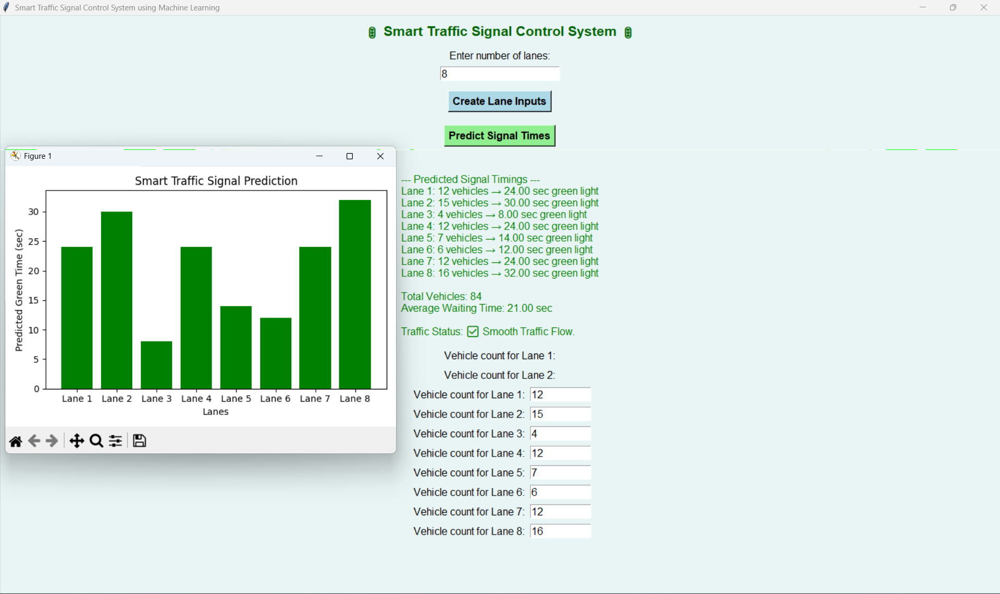 Smart Traffic Signal Control System using Machine Learning
🚦 Smart Traffic Signal Control System 🚦
Enter number of lanes:
8
Create Lane Inputs
Predict Signal Times
Figure 1
Smart Traffic Signal Prediction
Predicted Green Time (sec)
30
25
20
15
10
5
0
Lane 1 Lane 2 Lane 3 Lane 4 Lane 5 Lane 6 Lane 7 Lane 8
Lanes
--- Predicted Signal Timings ---
Lane 1: 12 vehicles → 24.00 sec green light
Lane 2: 15 vehicles → 30.00 sec green light
Lane 3: 4 vehicles → 8.00 sec green light
Lane 4: 12 vehicles → 24.00 sec green light
Lane 5: 7 vehicles → 14.00 sec green light
Lane 6: 6 vehicles → 12.00 sec green light
Lane 7: 12 vehicles → 24.00 sec green light
Lane 8: 16 vehicles → 32.00 sec green light
Total Vehicles: 84
Average Waiting Time: 21.00 sec
Traffic Status: ☑ Smooth Traffic Flow.
Vehicle count for Lane 1:
Vehicle count for Lane 2:
Vehicle count for Lane 1: 12
Vehicle count for Lane 2: 15
Vehicle count for Lane 3: 4
Vehicle count for Lane 4: 12
Vehicle count for Lane 5: 7
Vehicle count for Lane 6: 6
Vehicle count for Lane 7: 12
Vehicle count for Lane 8: 16